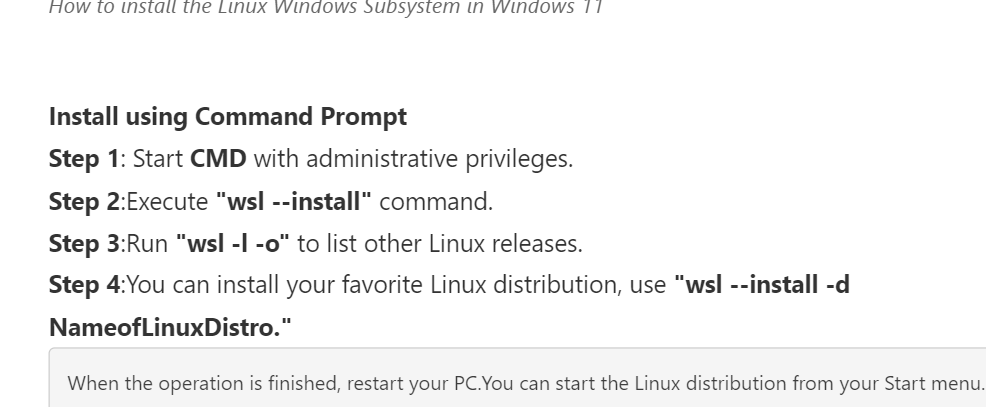 How to install the Linux Windows Subsystem in Windows 11
Install using Command Prompt
Step 1: Start CMD with administrative privileges.
Step 2:Execute "wsl --install" command.
Step 3:Run "wsl -l -o" to list other Linux releases.
Step 4:You can install your favorite Linux distribution, use "wsl --install -d
NameofLinuxDistro."
When the operation is finished, restart your PC.You can start the Linux distribution from your Start menu.